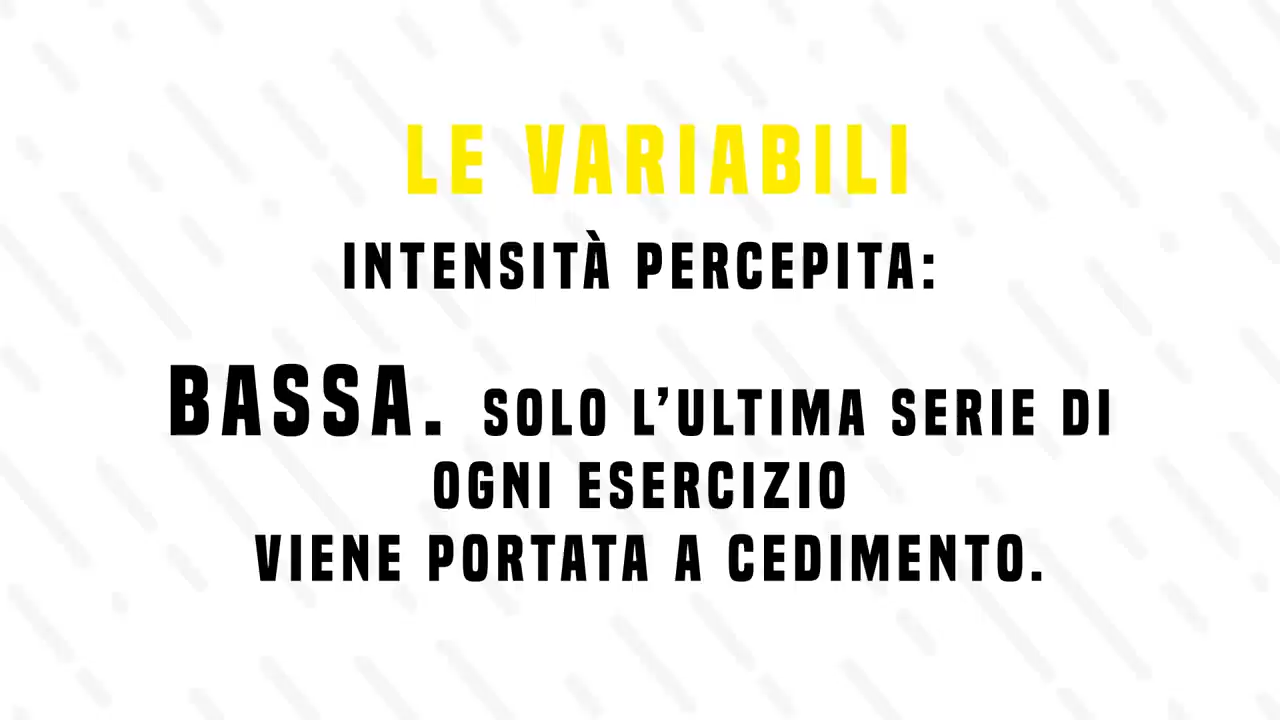 LE VARIABILI
INTENSITÀ PERCEPITA:
BASSA. SOLO L'ULTIMA SERIE DI
OGNI ESERCIZIO
VIENE PORTATA A CEDIMENTO.